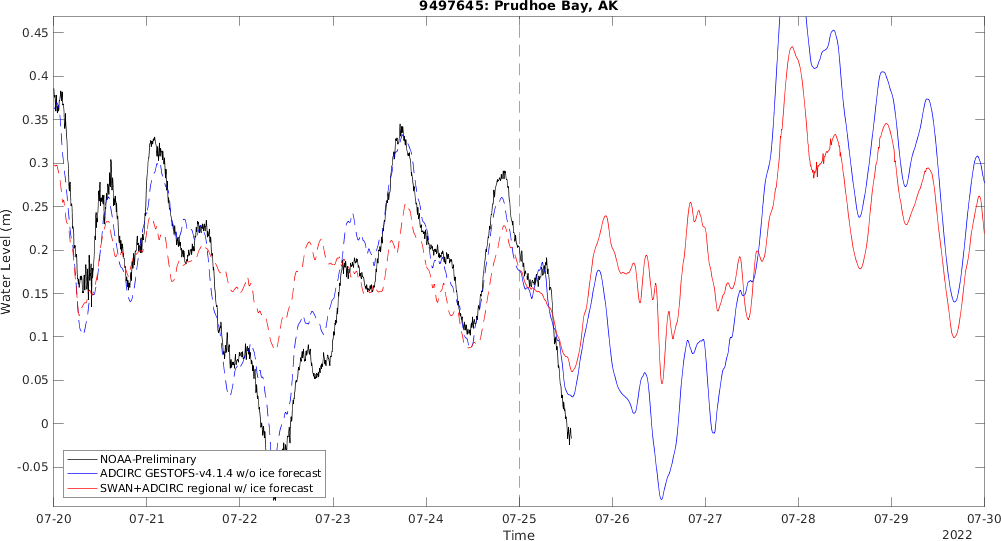 9497645: Prudhoe Bay, AK
0.45
0.4
0.35
0.3
0.25
0.2
0.15
0.1
0.05
0
-0.05
Water Level (m)
NOAA-Preliminary
ADCIRC GESTOFS-v4.1.4 w/o ice forecast
SWAN+ADCIRC regional w/ ice forecast
07-20 07-21 07-22 07-23 07-24 07-25 07-26 07-27 07-28 07-29 07-30
Time
2022